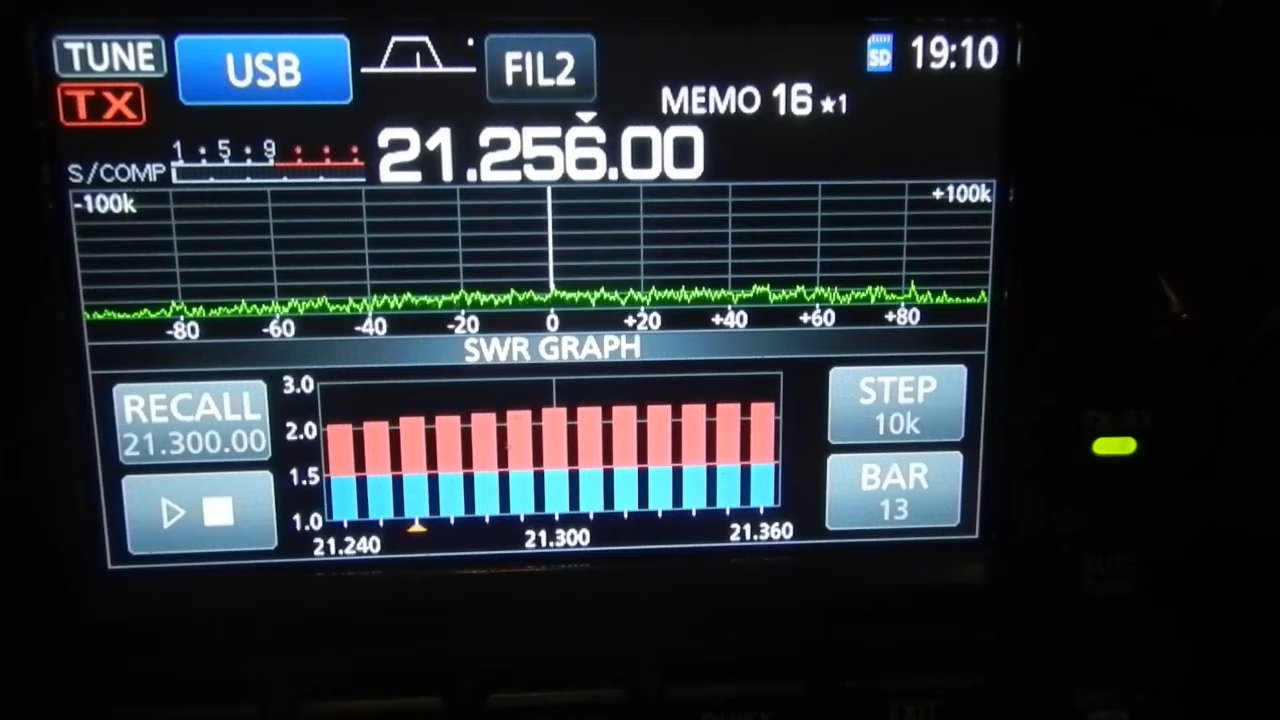 TUNE USB FIL2 SD 19:10
TX MEMO 16 ★1
S/COMP 1 5 9 21.256.00
-100k +100k
-80 -60 -40 -20 0 +20 +40 +60 +80
SWR GRAPH
RECALL
21.300.00
3.0
2.0
1.5
1.0
21.240 21.300 21.360
STEP
10k
BAR
13